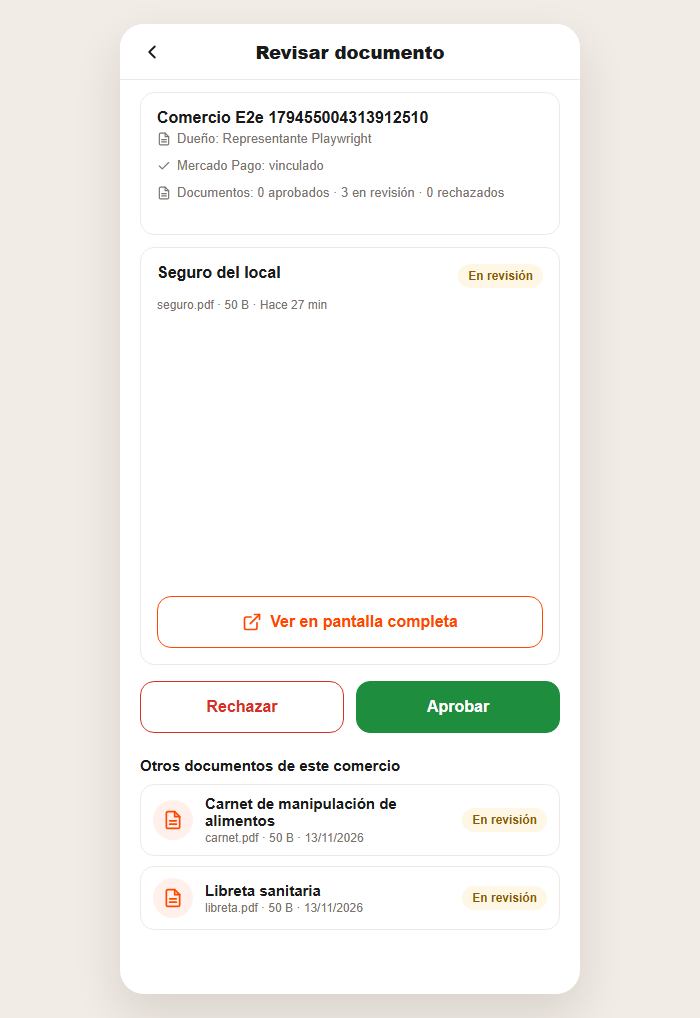 Revisar documento
Comercio E2e 179455004313912510
Dueño: Representante Playwright
Mercado Pago: vinculado
Documentos: 0 aprobados · 3 en revisión · 0 rechazados
Seguro del local
En revisión
seguro.pdf · 50 B · Hace 27 min
Ver en pantalla completa
Rechazar
Aprobar
Otros documentos de este comercio
Carnet de manipulación de
alimentos
En revisión
carnet.pdf · 50 B · 13/11/2026
Libreta sanitaria
En revisión
libreta.pdf · 50 B · 13/11/2026